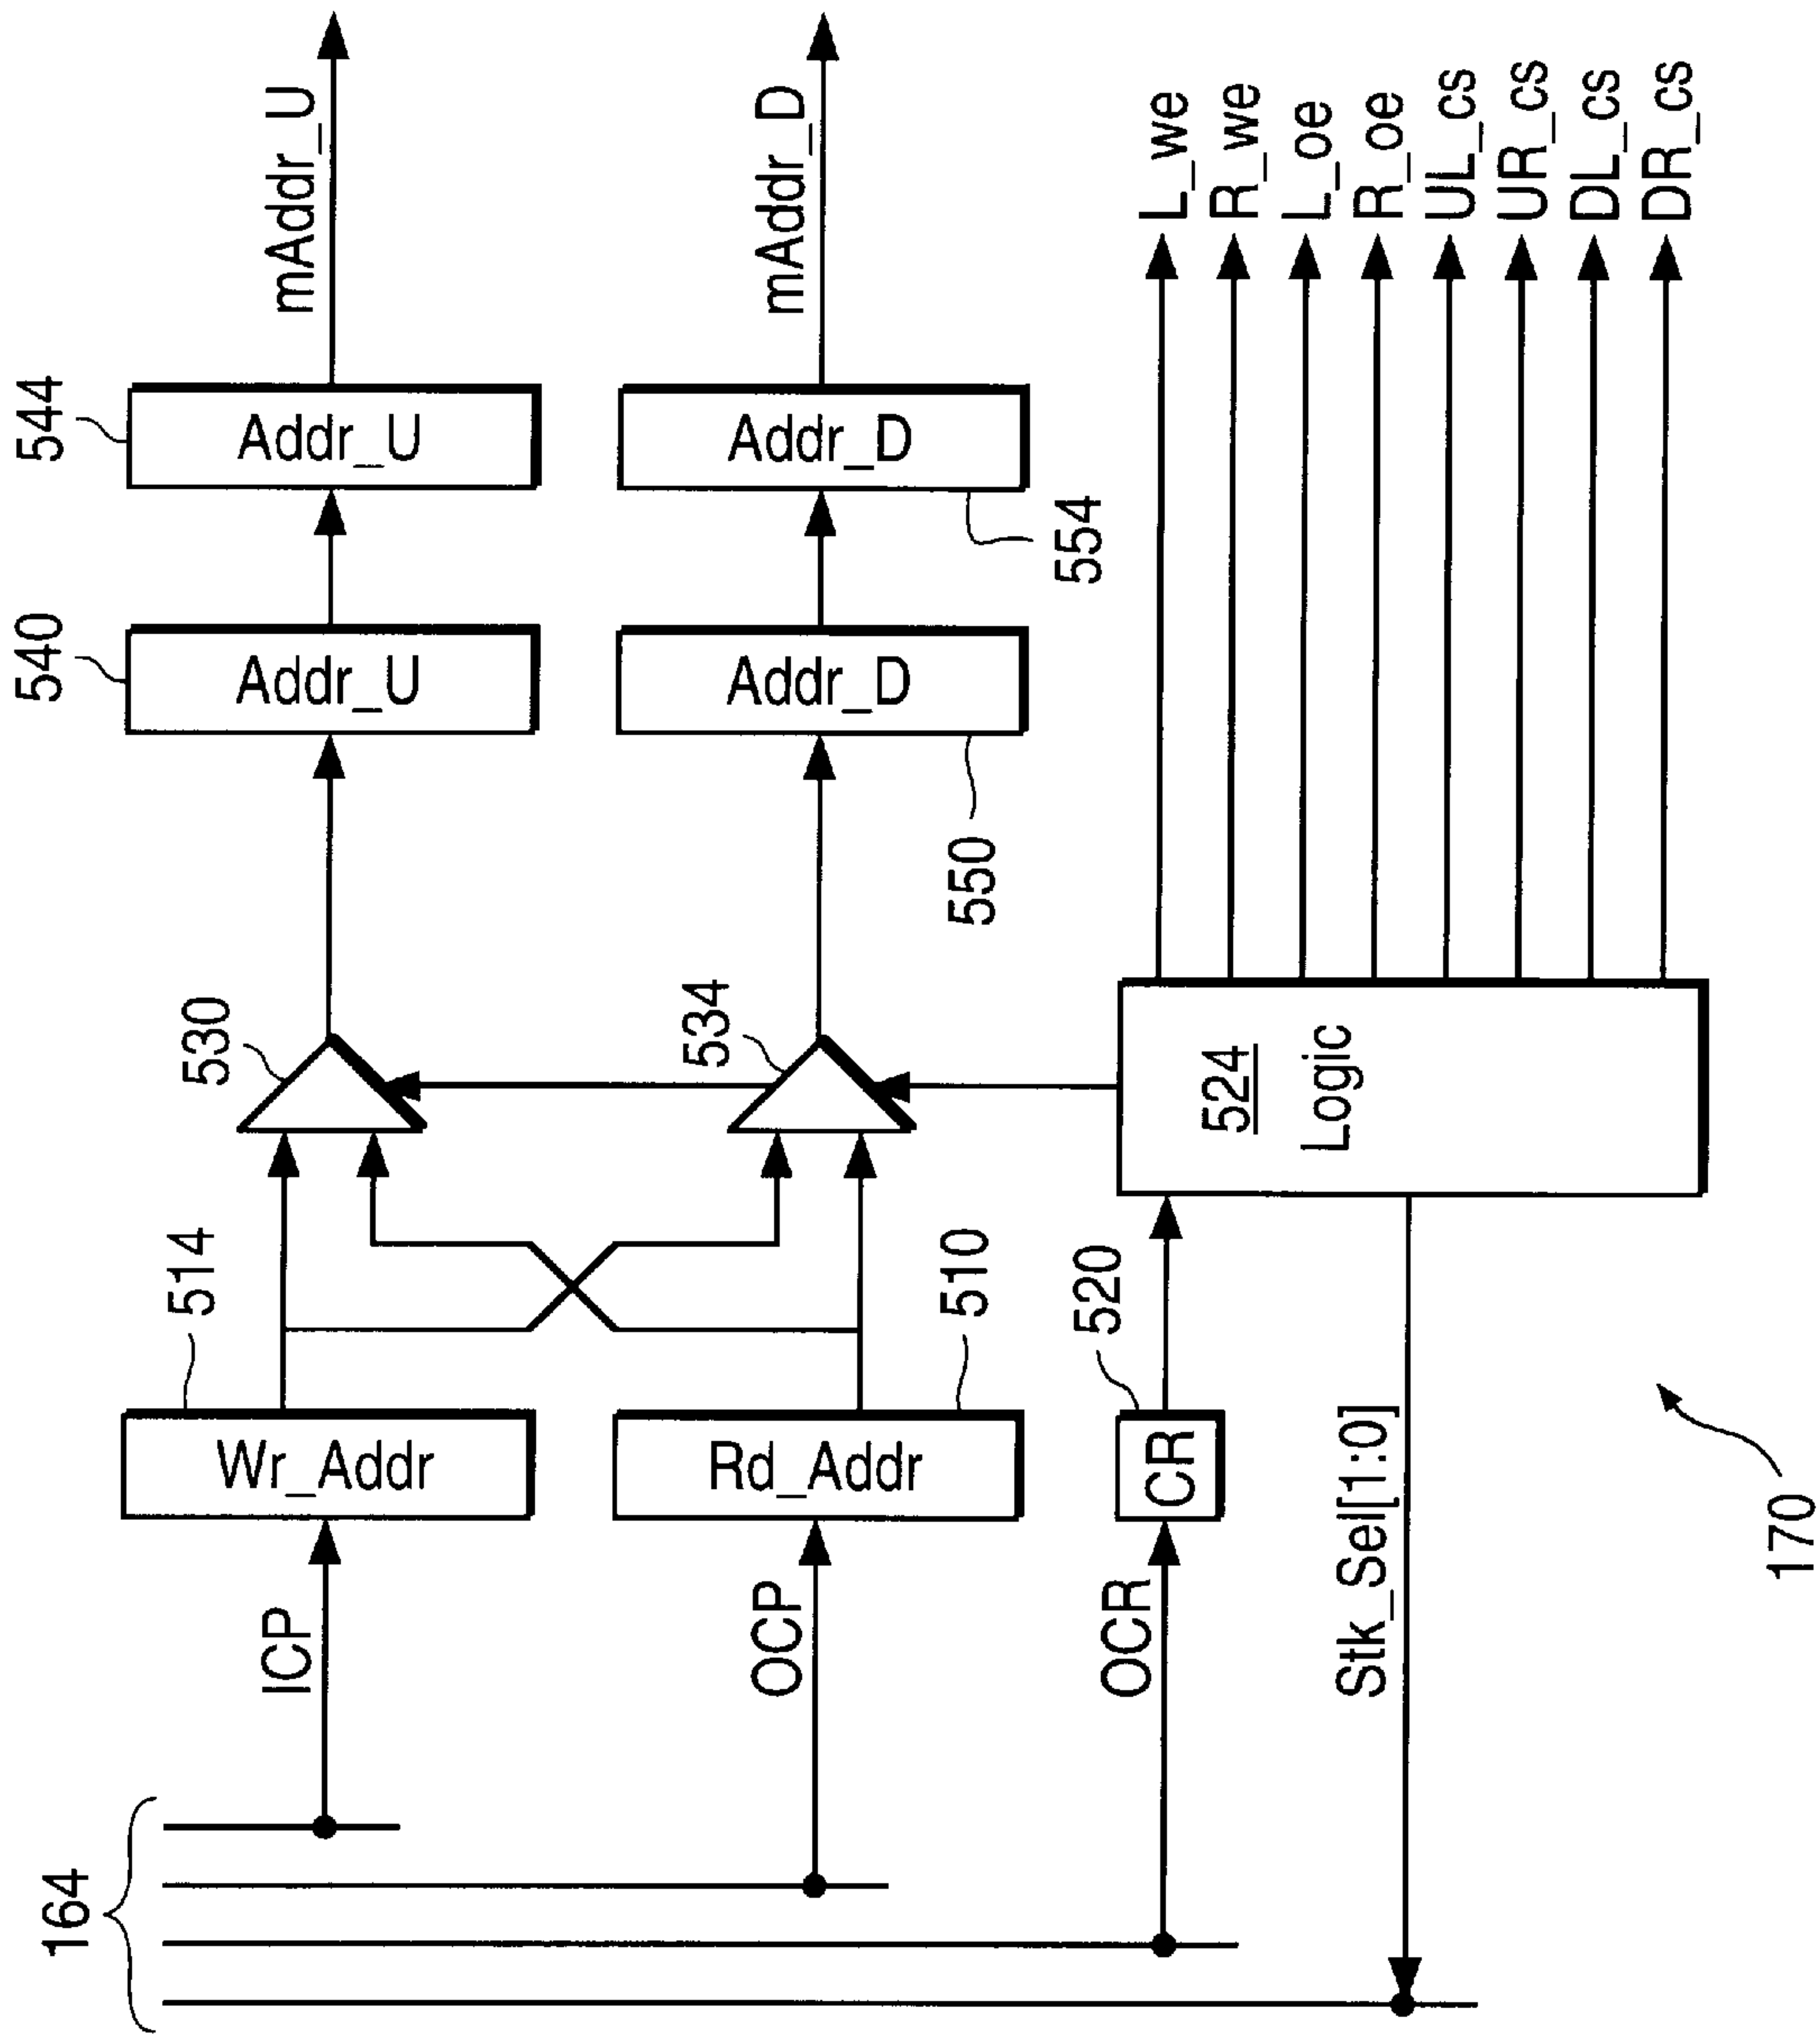 164
ICP
Wr_Addr
514
530
540
Addr_U
544
Addr_U
mAddr_U
OCP
Rd_Addr
510
534
550
Addr_D
554
Addr_D
mAddr_D
OCR
CR
520
524
Logic
Stk_Sel[1:0]
L_we
R_we
L_oe
R_oe
UL_cs
UR_cs
DL_cs
DR_cs
170